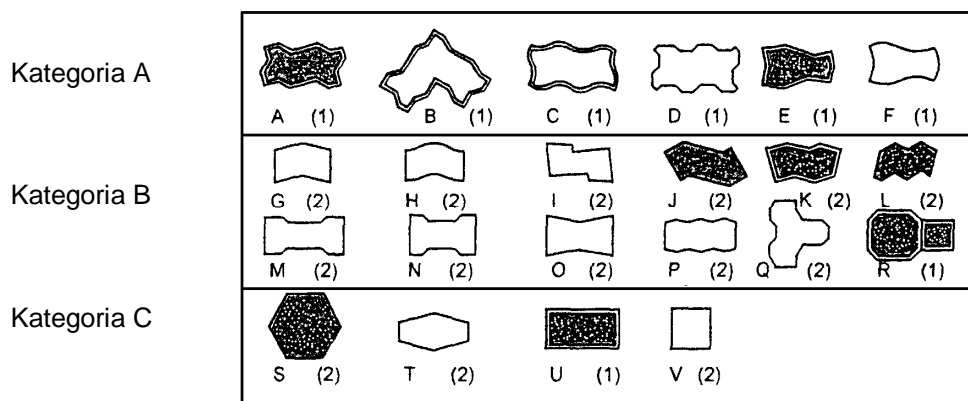 Kategoria A
A (1) B (1) C (1) D (1) E (1) F (1)
Kategoria B
G (2) H (2) I (2) J (2) K (2) L (2)
M (2) N (2) O (2) P (2) Q (2) R (1)
Kategoria C
S (2) T (2) U (1) V (2)